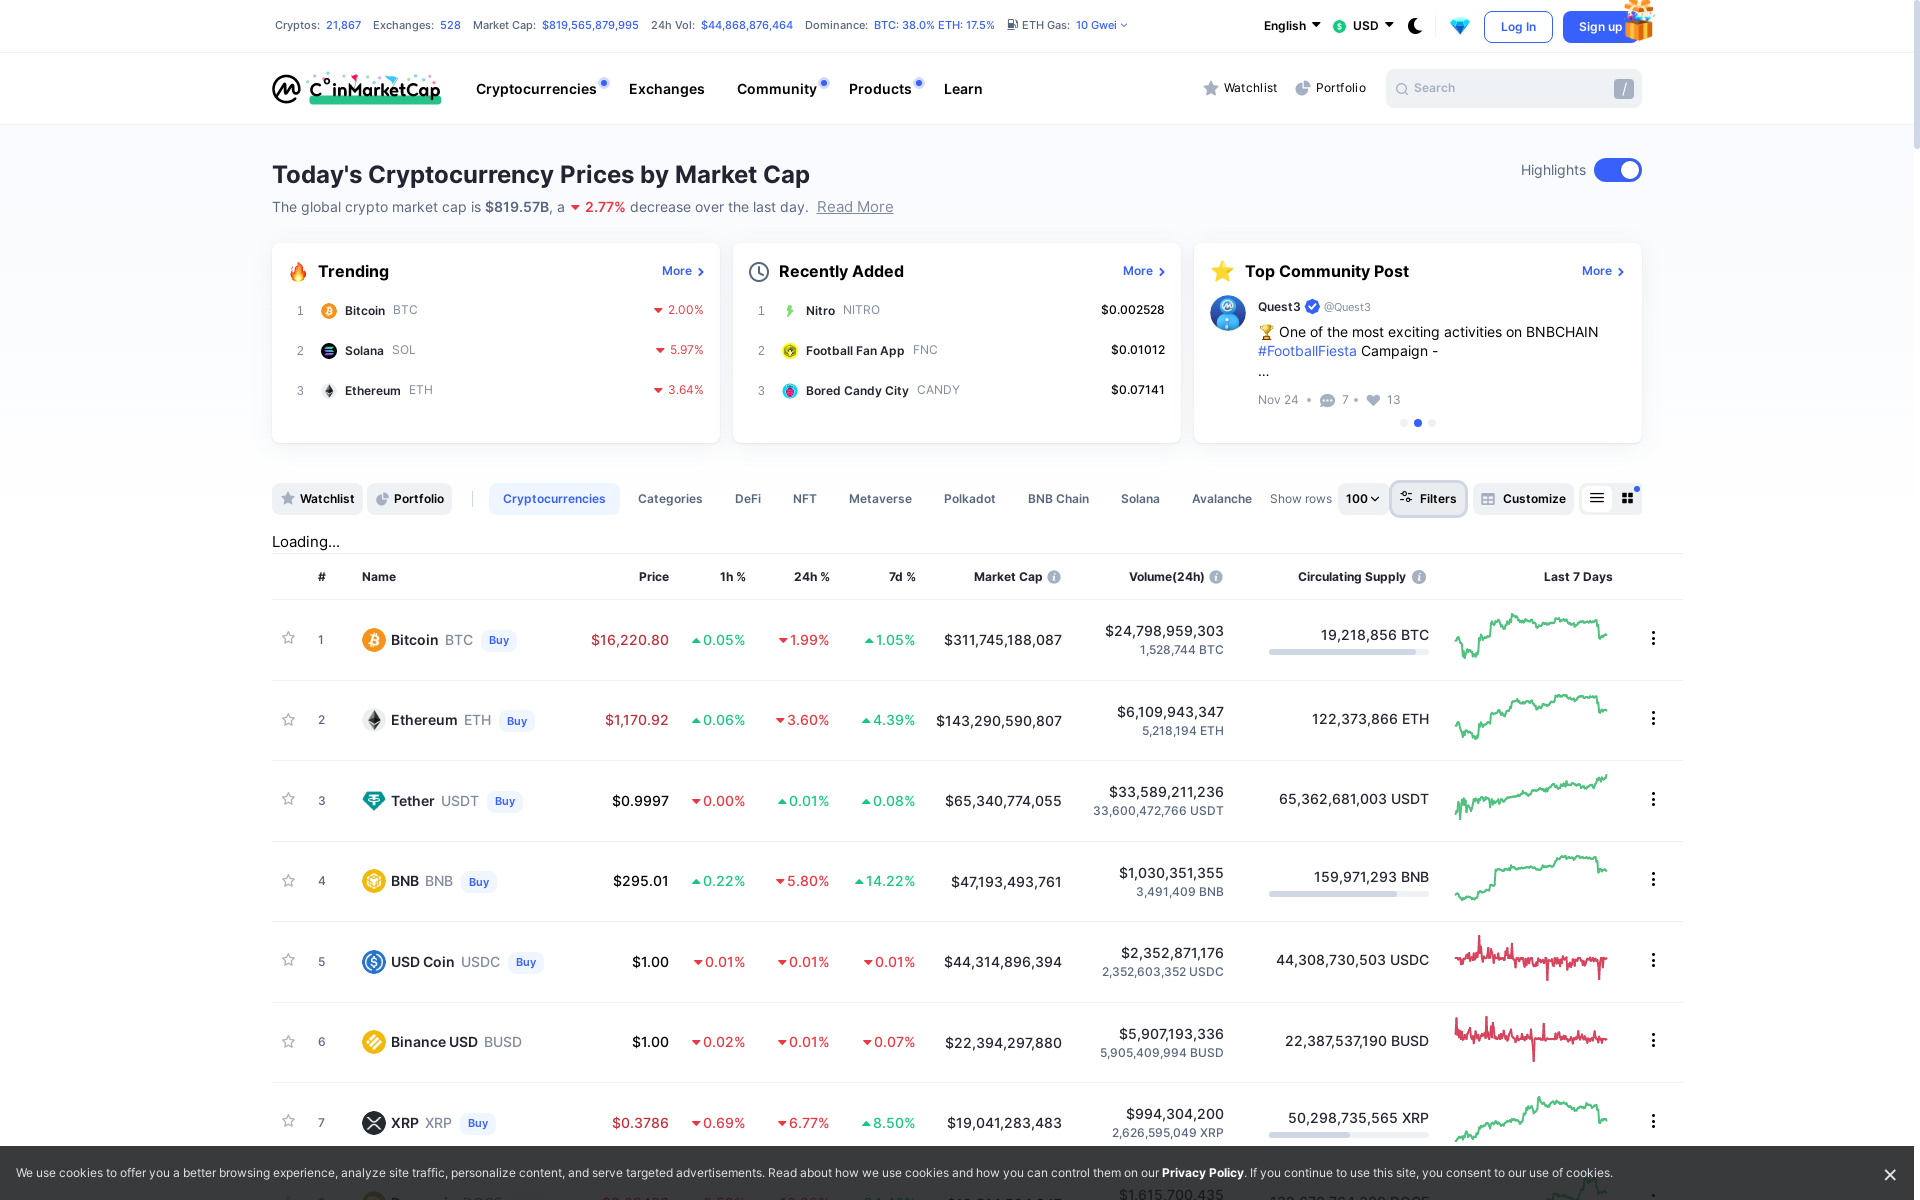 Cryptos: 21,867 Exchanges: 528 Market Cap: $819,565,879,995 24h Vol: $44,868,876,464 Dominance: BTC: 38.0% ETH: 17.5% ETH Gas: 10 Gwei
English USD Log In Sign up
CoinMarketCap Cryptocurrencies Exchanges Community Products Learn Watchlist Portfolio Search /
Today's Cryptocurrency Prices by Market Cap
Highlights
The global crypto market cap is $819.57B, a 2.77% decrease over the last day. Read More
Trending More
1 Bitcoin BTC 2.00%
2 Solana SOL 5.97%
3 Ethereum ETH 3.64%
Recently Added More
1 Nitro NITRO $0.002528
2 Football Fan App FNC $0.01012
3 Bored Candy City CANDY $0.07141
Top Community Post More
Quest3 @Quest3
🏆 One of the most exciting activities on BNBCHAIN
#FootballFiesta Campaign -
...
Nov 24 • 7 • 13
Watchlist Portfolio Cryptocurrencies Categories DeFi NFT Metaverse Polkadot BNB Chain Solana Avalanche Show rows 100 Filters Customize
Loading...
# Name Price 1h % 24h % 7d % Market Cap Volume(24h) Circulating Supply Last 7 Days
1 Bitcoin BTC Buy $16,220.80 0.05% 1.99% 1.05% $311,745,188,087 $24,798,959,303 19,218,856 BTC
1,528,744 BTC
2 Ethereum ETH Buy $1,170.92 0.06% 3.60% 4.39% $143,290,590,807 $6,109,943,347 122,373,866 ETH
5,218,194 ETH
3 Tether USDT Buy $0.9997 0.00% 0.01% 0.08% $65,340,774,055 $33,589,211,236 65,362,681,003 USDT
33,600,472,766 USDT
4 BNB BNB Buy $295.01 0.22% 5.80% 14.22% $47,193,493,761 $1,030,351,355 159,971,293 BNB
3,491,409 BNB
5 USD Coin USDC Buy $1.00 0.01% 0.01% 0.01% $44,314,896,394 $2,352,871,176 44,308,730,503 USDC
2,352,603,352 USDC
6 Binance USD BUSD $1.00 0.02% 0.01% 0.07% $22,394,297,880 $5,907,193,336 22,387,537,190 BUSD
5,905,409,994 BUSD
7 XRP XRP Buy $0.3786 0.69% 6.77% 8.50% $19,041,283,483 $994,304,200 50,298,735,565 XRP
2,626,595,049 XRP
We use cookies to offer you a better browsing experience, analyze site traffic, personalize content, and serve targeted advertisements. Read about how we use cookies and how you can control them on our Privacy Policy. If you continue to use this site, you consent to our use of cookies.